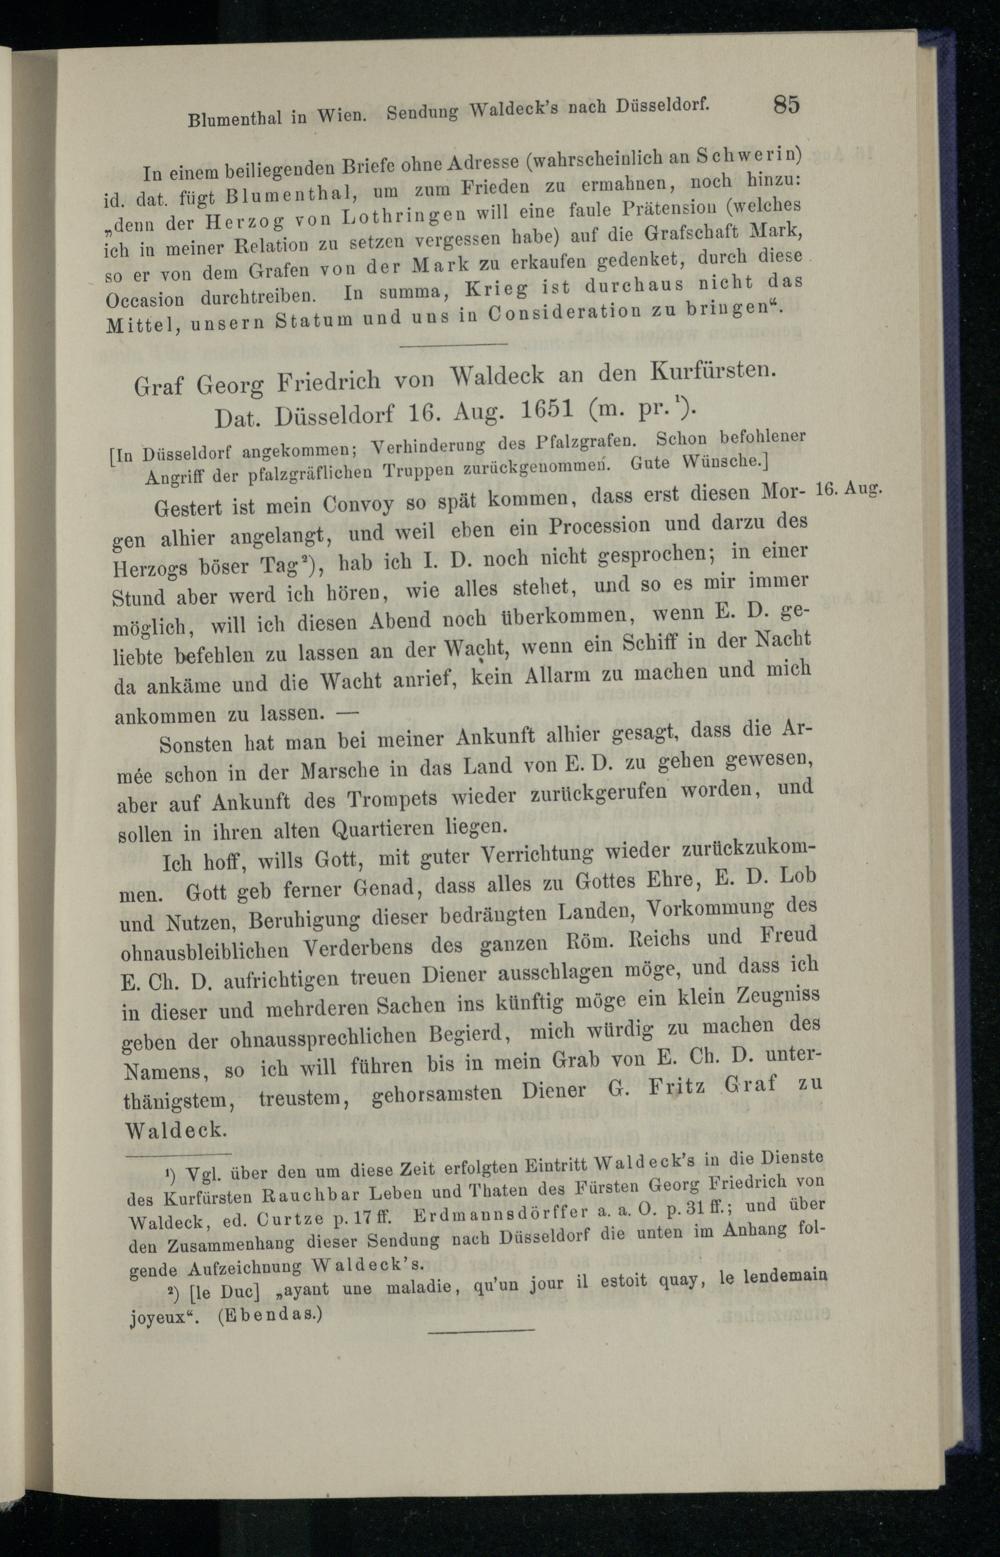 Blumenthal in Wien. Sendung Waldeck's nach Düsseldorf. 85
In einem beiliegenden Briefe ohne Adresse (wahrscheinlich an Schwerin)
id. dat. fügt Blumenthal, um zum Frieden zu ermahnen, noch hinzu:
„denn der Herzog von Lothringen will eine faule Prätension (welches
ich in meiner Relation zu setzen vergessen habe) auf die Grafschaft Mark,
so er von dem Grafen von der Mark zu erkaufen gedenket, durch diese
Occasion durchtreiben. In summa, Krieg ist durchaus nicht das
Mittel, unsern Statum und uns in Consideration zu bringen“.
Graf Georg Friedrich von Waldeck an den Kurfürsten.
Dat. Düsseldorf 16. Aug. 1651 (m. pr. ¹).
[In Düsseldorf angekommen; Verhinderung des Pfalzgrafen. Schon befohlener
Angriff der pfalzgräflichen Truppen zurückgenommen. Gute Wünsche.]
Gestert ist mein Convoy so spät kommen, dass erst diesen Mor- 16. Aug.
gen alhier angelangt, und weil eben ein Procession und darzu des
Herzogs böser Tag²), hab ich I. D. noch nicht gesprochen; in einer
Stund aber werd ich hören, wie alles stehet, und so es mir immer
möglich, will ich diesen Abend noch überkommen, wenn E. D. ge-
liebte befehlen zu lassen an der Wacht, wenn ein Schiff in der Nacht
da ankäme und die Wacht anrief, kein Allarm zu machen und mich
ankommen zu lassen. —
Sonsten hat man bei meiner Ankunft alhier gesagt, dass die Ar-
mée schon in der Marsche in das Land von E. D. zu gehen gewesen,
aber auf Ankunft des Trompets wieder zurückgerufen worden, und
sollen in ihren alten Quartieren liegen.
Ich hoff, wills Gott, mit guter Verrichtung wieder zurückzukom-
men. Gott geb ferner Genad, dass alles zu Gottes Ehre, E. D. Lob
und Nutzen, Beruhigung dieser bedrängten Landen, Vorkommung des
ohnausbleiblichen Verderbens des ganzen Röm. Reichs und Freud
E. Ch. D. aufrichtigen treuen Diener ausschlagen möge, und dass ich
in dieser und mehrderen Sachen ins künftig möge ein klein Zeugniss
geben der ohnaussprechlichen Begierd, mich würdig zu machen des
Namens, so ich will führen bis in mein Grab von E. Ch. D. unter-
thänigstem, treustem, gehorsamsten Diener G. Fritz Graf zu
Waldeck.
¹) Vgl. über den um diese Zeit erfolgten Eintritt Waldeck's in die Dienste
des Kurfürsten Rauchbar Leben und Thaten des Fürsten Georg Friedrich von
Waldeck, ed. Curtze p. 17 ff. Erdmannsdörffer a. a. O. p. 31 ff.; und über
den Zusammenhang dieser Sendung nach Düsseldorf die unten im Anhang fol-
gende Aufzeichnung Waldeck's.
²) [le Duc] „ayant une maladie, qu'un jour il estoit quay, le lendemain
joyeux“. (Ebendas.)